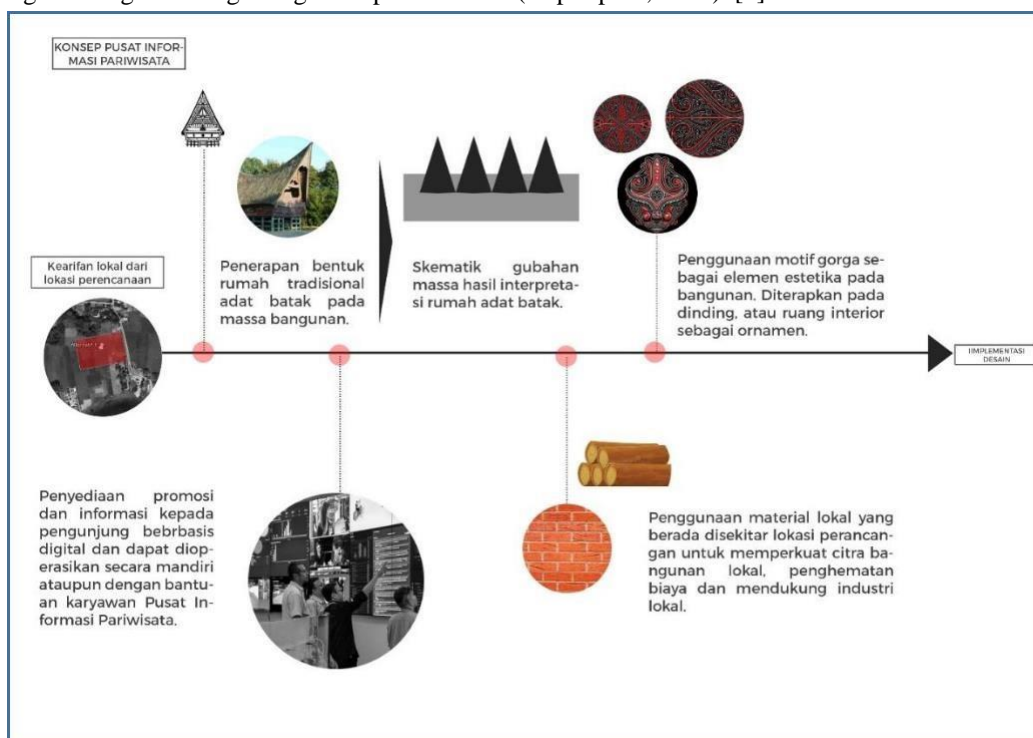 KONSEP PUSAT INFOR-
MASI PARIWISATA
Kearifan lokal dari
lokasi perencanaan
Penerapan bentuk
rumah tradisional
adat batak pada
massa bangunan.
Skematik gubahan
massa hasil interpreta-
si rumah adat batak.
Penggunaan motif gorga se-
bagai elemen estetika pada
bangunan. Diterapkan pada
dinding, atau ruang interior
sebagai ornamen.
IIMPLEMENTASI
DESAIN
Penyediaan promosi
dan informasi kepada
pengunjung bebrbasis
digital dan dapat diop-
erasikan secara mandiri
ataupun dengan bantu-
an karyawan Pusat In-
formasi Pariwisata.
Penggunaan material lokal yang
berada disekitar lokasi perancan-
gan untuk memperkuat citra ba-
ngunan lokal, penghematan
biaya dan mendukung industri
lokal.